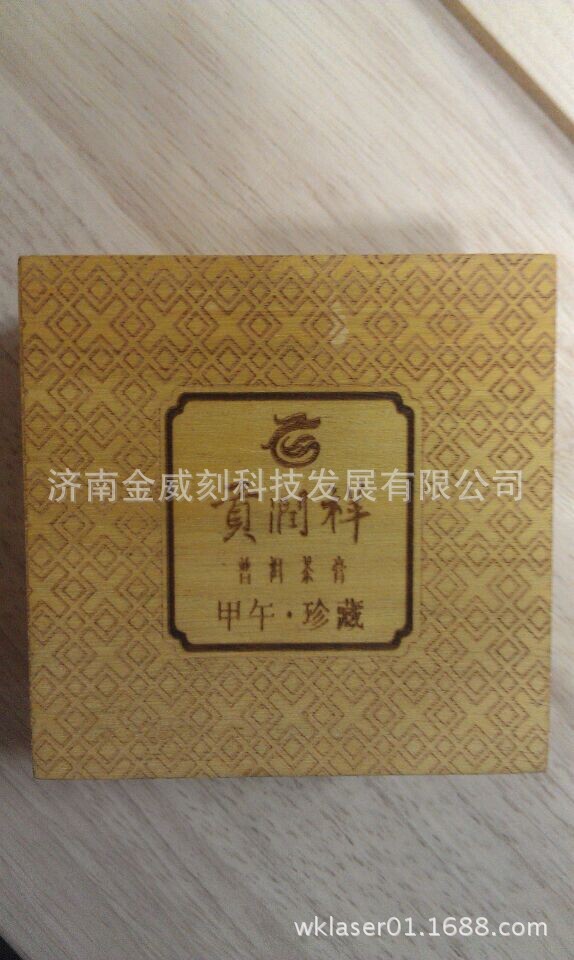 济南金威刻科技发展有限公司
贡润祥
普洱茶膏
甲午·珍藏
wklaser01.1688.com